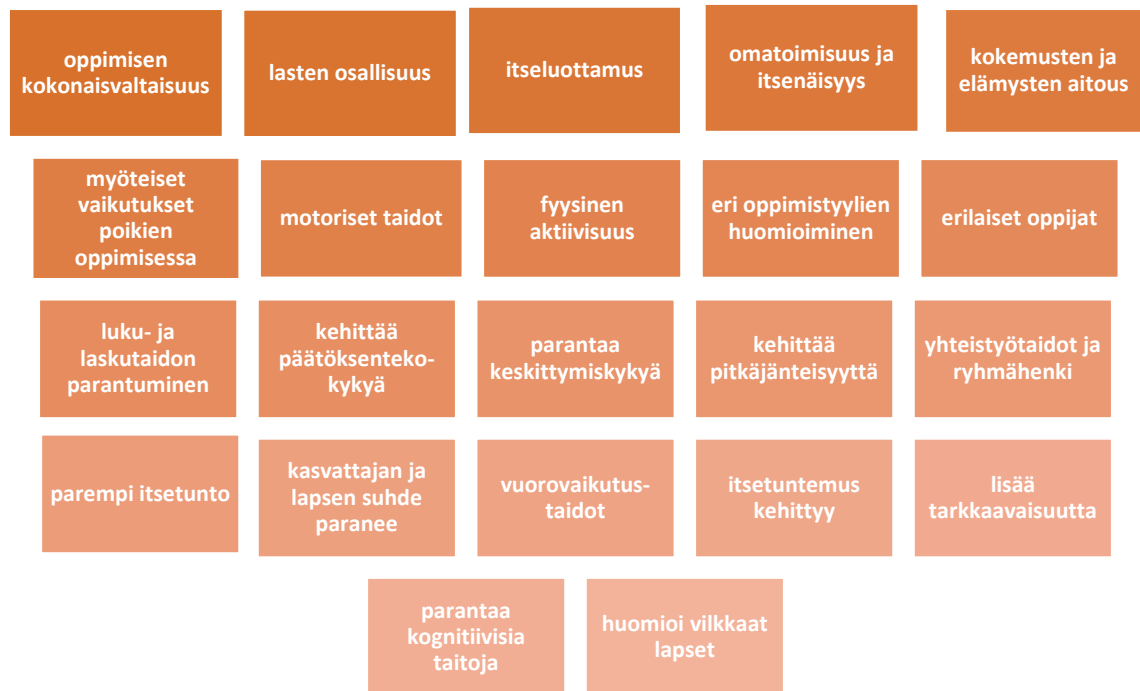 oppimisen
kokonaisvaltaisuus
lasten osallisuus
itseluottamus
omatoimisuus ja
itsenäisyys
kokemusten ja
elämysten aitous
myöteiset
vaikutukset
poikien
oppimisessa
motoriset taidot
fyysinen
aktiivisuus
eri oppimistyylien
huomioiminen
erilaiset oppijat
luku- ja
laskutaidon
parantuminen
kehittää
päätöksenteko-
kykyä
parantaa
keskittymiskykyä
kehittää
pitkäjänteisyyttä
yhteistyötaidot ja
ryhmähenki
parempi itsetunto
kasvattajan ja
lapsen suhde
paranee
vuorovaikutus-
taidot
itsetuntemus
kehittyy
lisää
tarkkaavaisuutta
parantaa
kognitiivisia
taitoja
huomioi vilkkaat
lapset